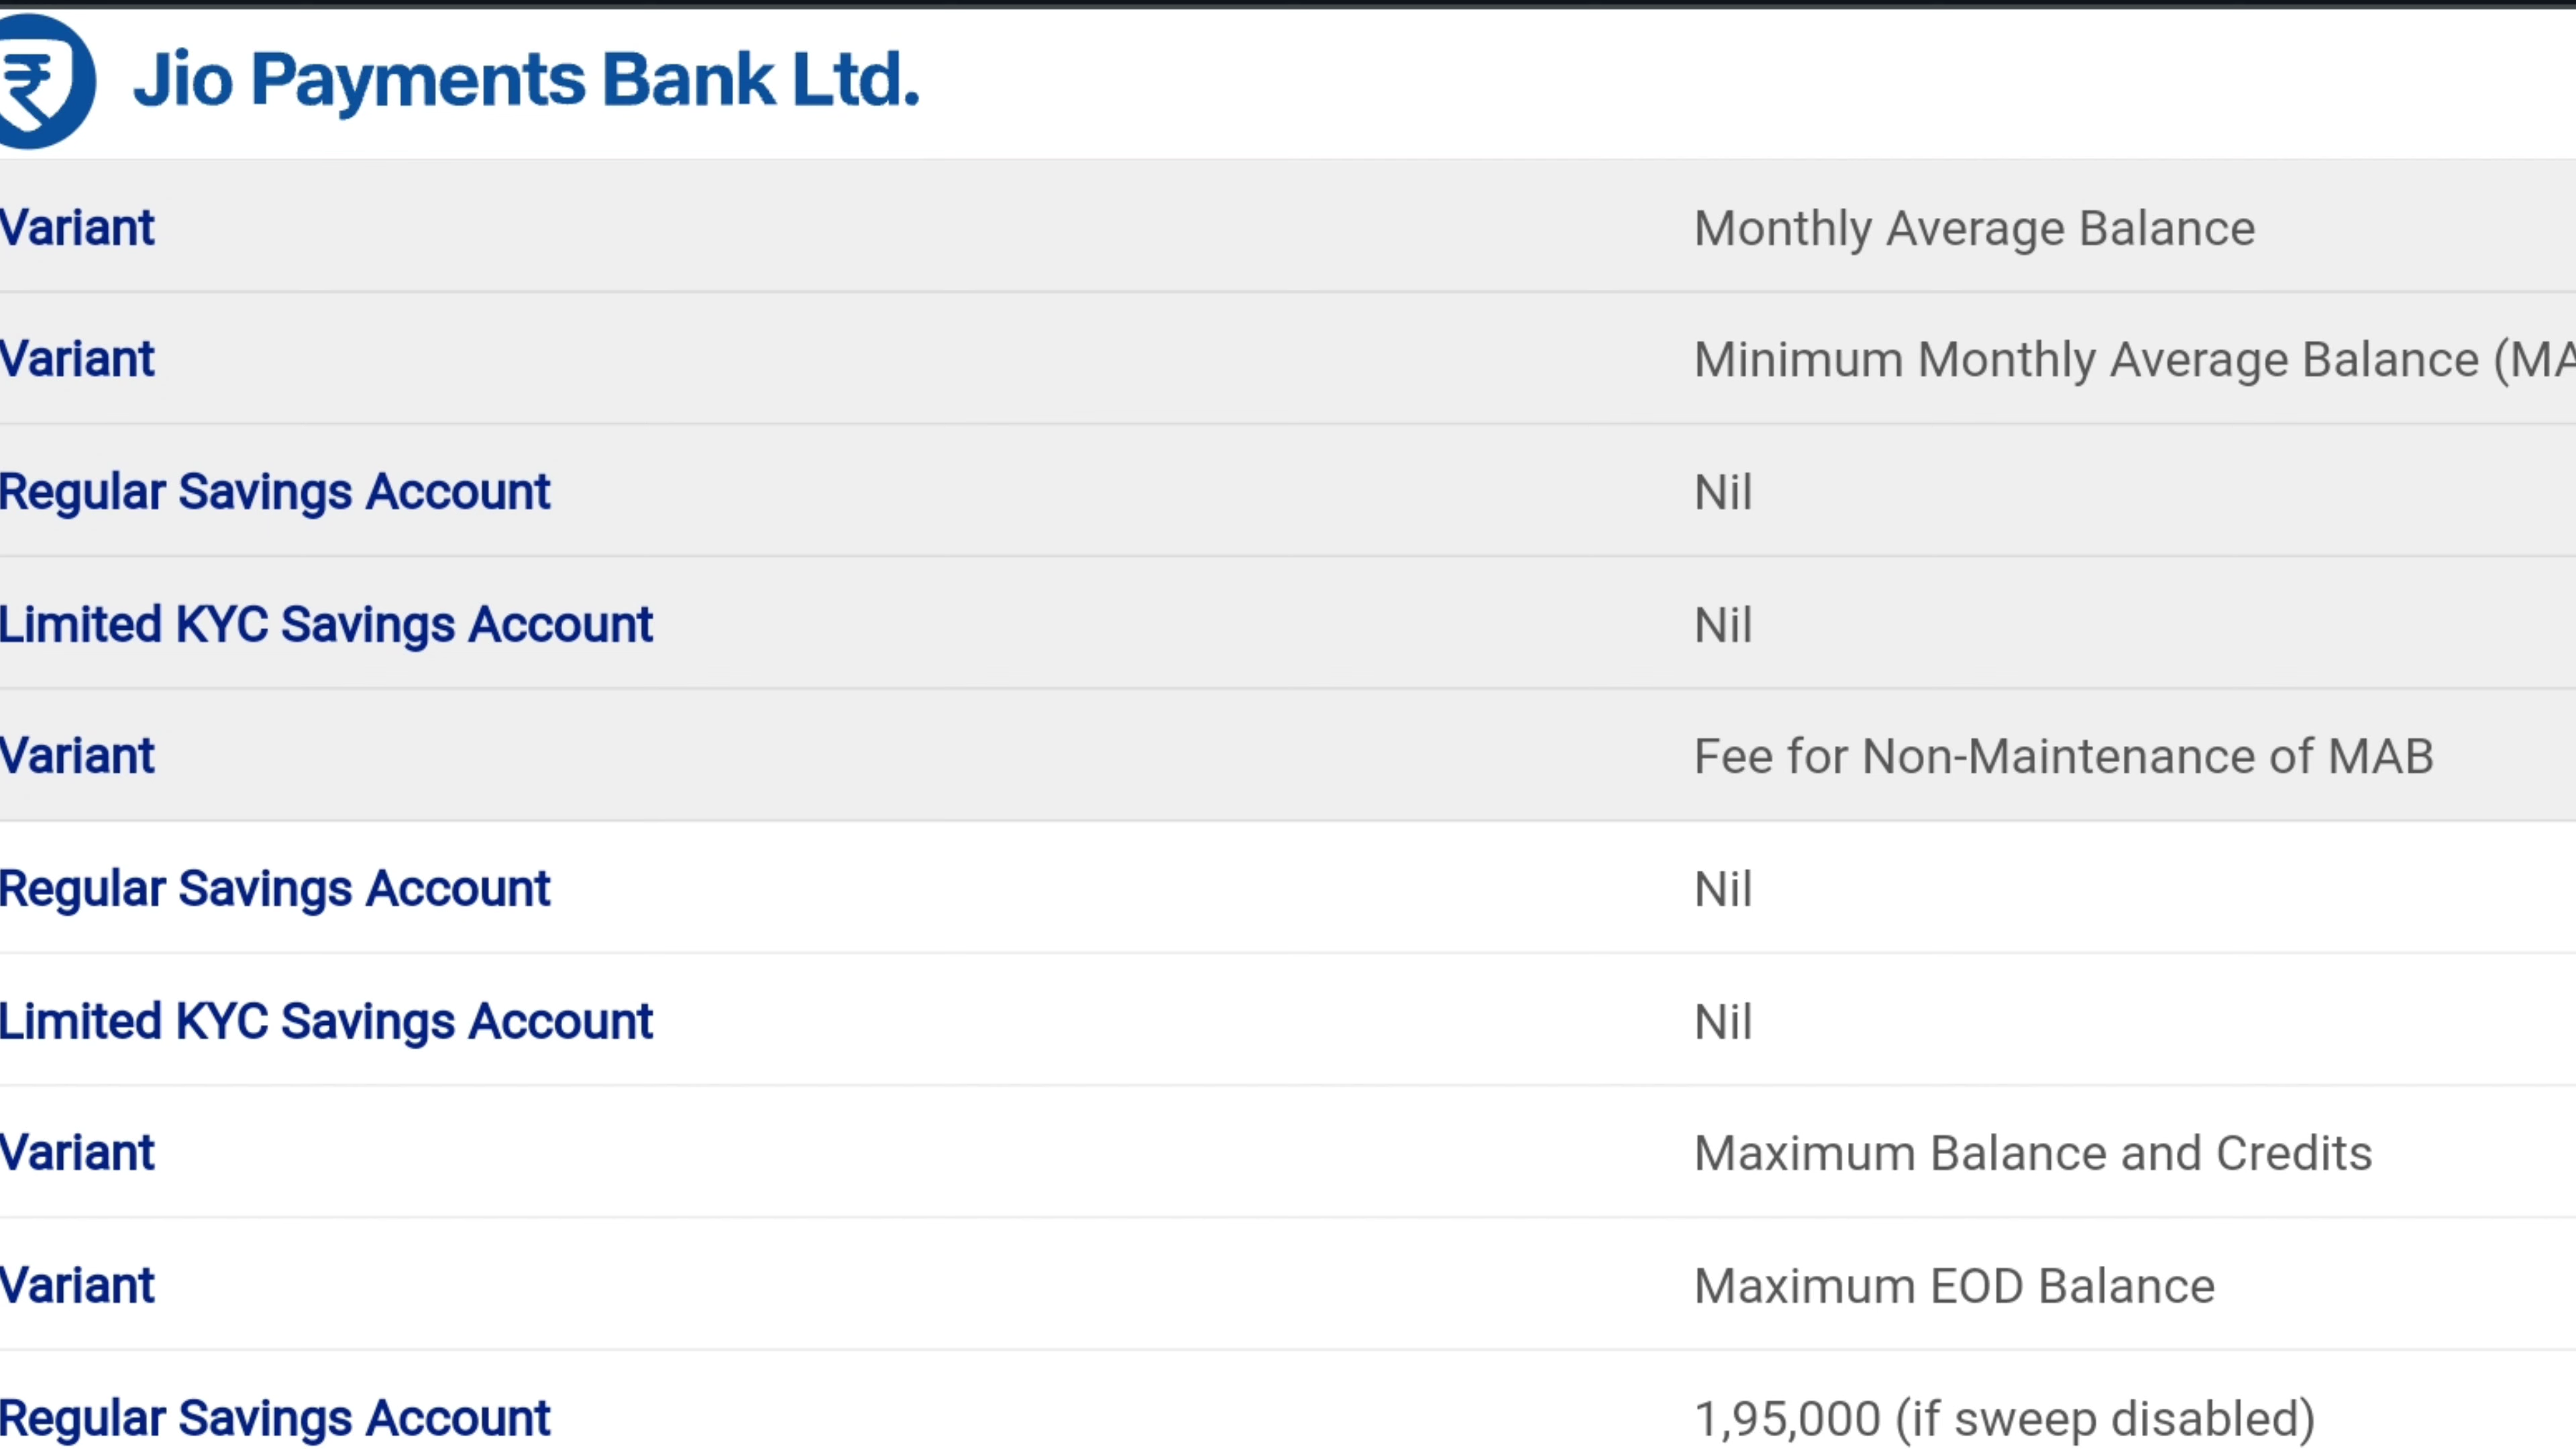 Jio Payments Bank Ltd.
Variant Monthly Average Balance
Variant Minimum Monthly Average Balance (MA
Regular Savings Account Nil
Limited KYC Savings Account Nil
Variant Fee for Non-Maintenance of MAB
Regular Savings Account Nil
Limited KYC Savings Account Nil
Variant Maximum Balance and Credits
Variant Maximum EOD Balance
Regular Savings Account 1,95,000 (if sweep disabled)